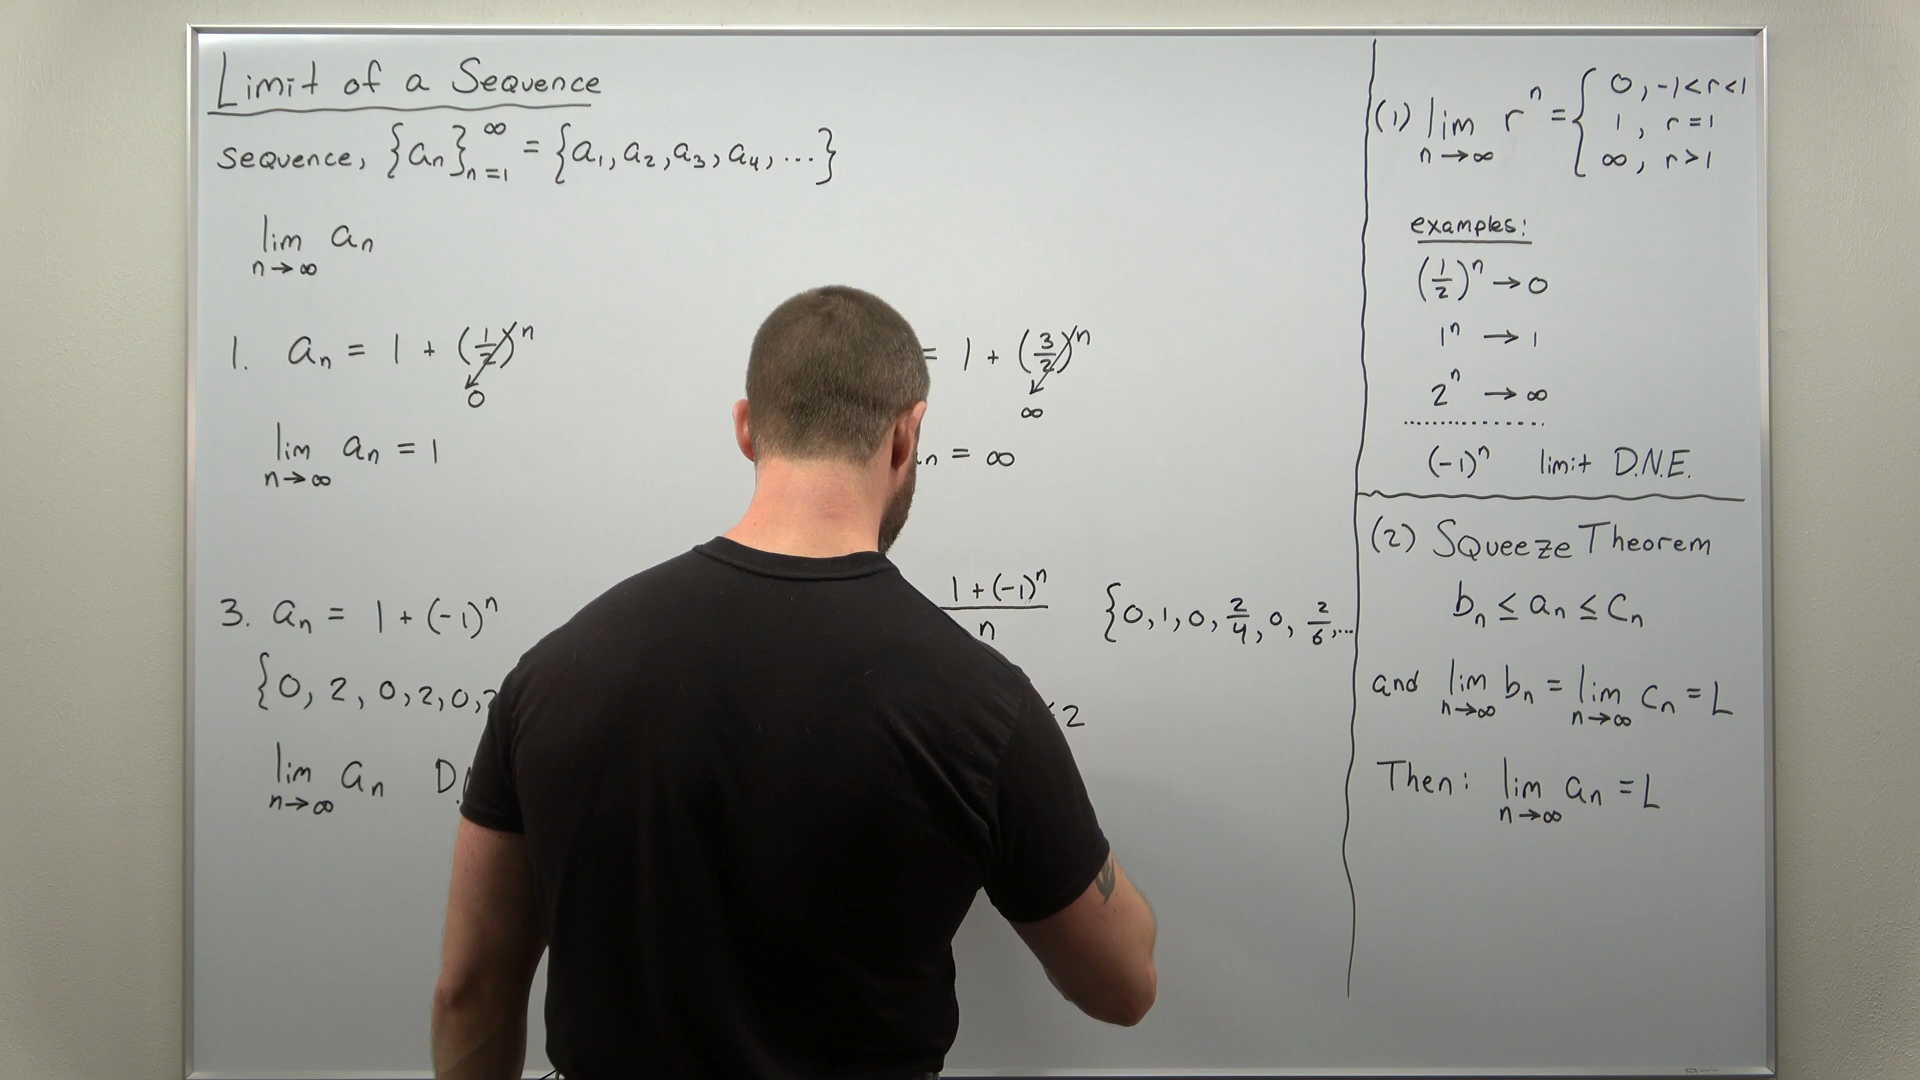 Limit of a Sequence
sequence, {aₙ}ₙ₌₁^∞ = {a₁, a₂, a₃, a₄, ...}
lim aₙ
n→∞
1. aₙ = 1 + (1/2)ⁿ
0
lim aₙ = 1
n→∞
= 1 + (3/2)ⁿ
∞
ₙ = ∞
3. aₙ = 1 + (-1)ⁿ
{0, 2, 0, 2, 0,
lim aₙ
n→∞
1 + (-1)ⁿ
n
{0, 1, 0, 2/4, 0, 2/6, ...
2
(1) lim rⁿ = { 0, -1<r<1
n→∞
1, r=1
∞, r>1
examples:
(1/2)ⁿ → 0
1ⁿ → 1
2ⁿ → ∞
(-1)ⁿ limit D.N.E.
(2) Squeeze Theorem
bₙ ≤ aₙ ≤ cₙ
and lim bₙ = lim cₙ = L
n→∞ n→∞
Then: lim aₙ = L
n→∞